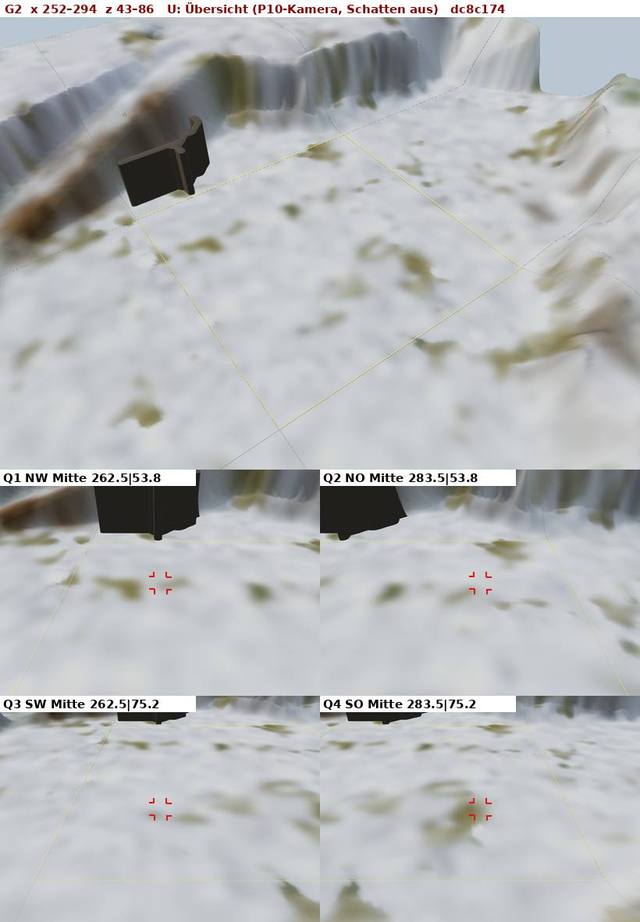 G2 x 252–294 z 43–86 U: Übersicht (P10-Kamera, Schatten aus) dc8c174
Q1 NW Mitte 262.5|53.8
Q2 NO Mitte 283.5|53.8
Q3 SW Mitte 262.5|75.2
Q4 SO Mitte 283.5|75.2